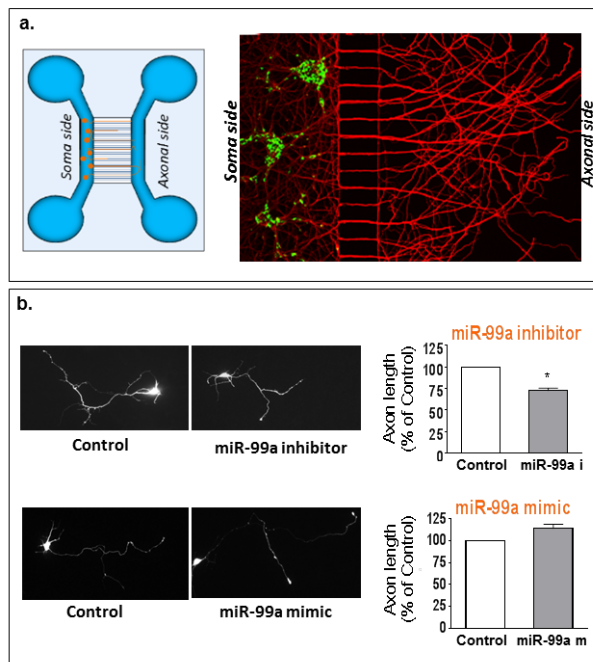 a.
Soma side
Axonal side
Soma side
Axonal side
b.
Control
miR-99a inhibitor
miR-99a inhibitor
Axon length
(% of Control)
125
100
75
50
25
0
*
Control
miR-99a i
Control
miR-99a mimic
miR-99a mimic
Axon length
(% of Control)
125
100
75
50
25
0
Control
miR-99a m